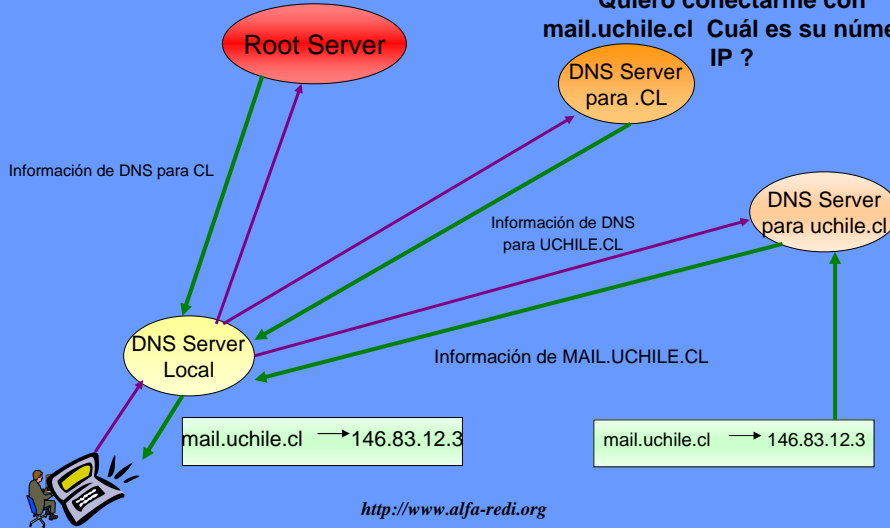 Quiero conectarme con
mail.uchile.cl Cuál es su núme
IP ?
Root Server
DNS Server
para .CL
Información de DNS para CL
DNS Server
para uchile.cl
Información de DNS
para UCHILE.CL
DNS Server
Local
Información de MAIL.UCHILE.CL
mail.uchile.cl 146.83.12.3
mail.uchile.cl 146.83.12.3
http://www.alfa-redi.org